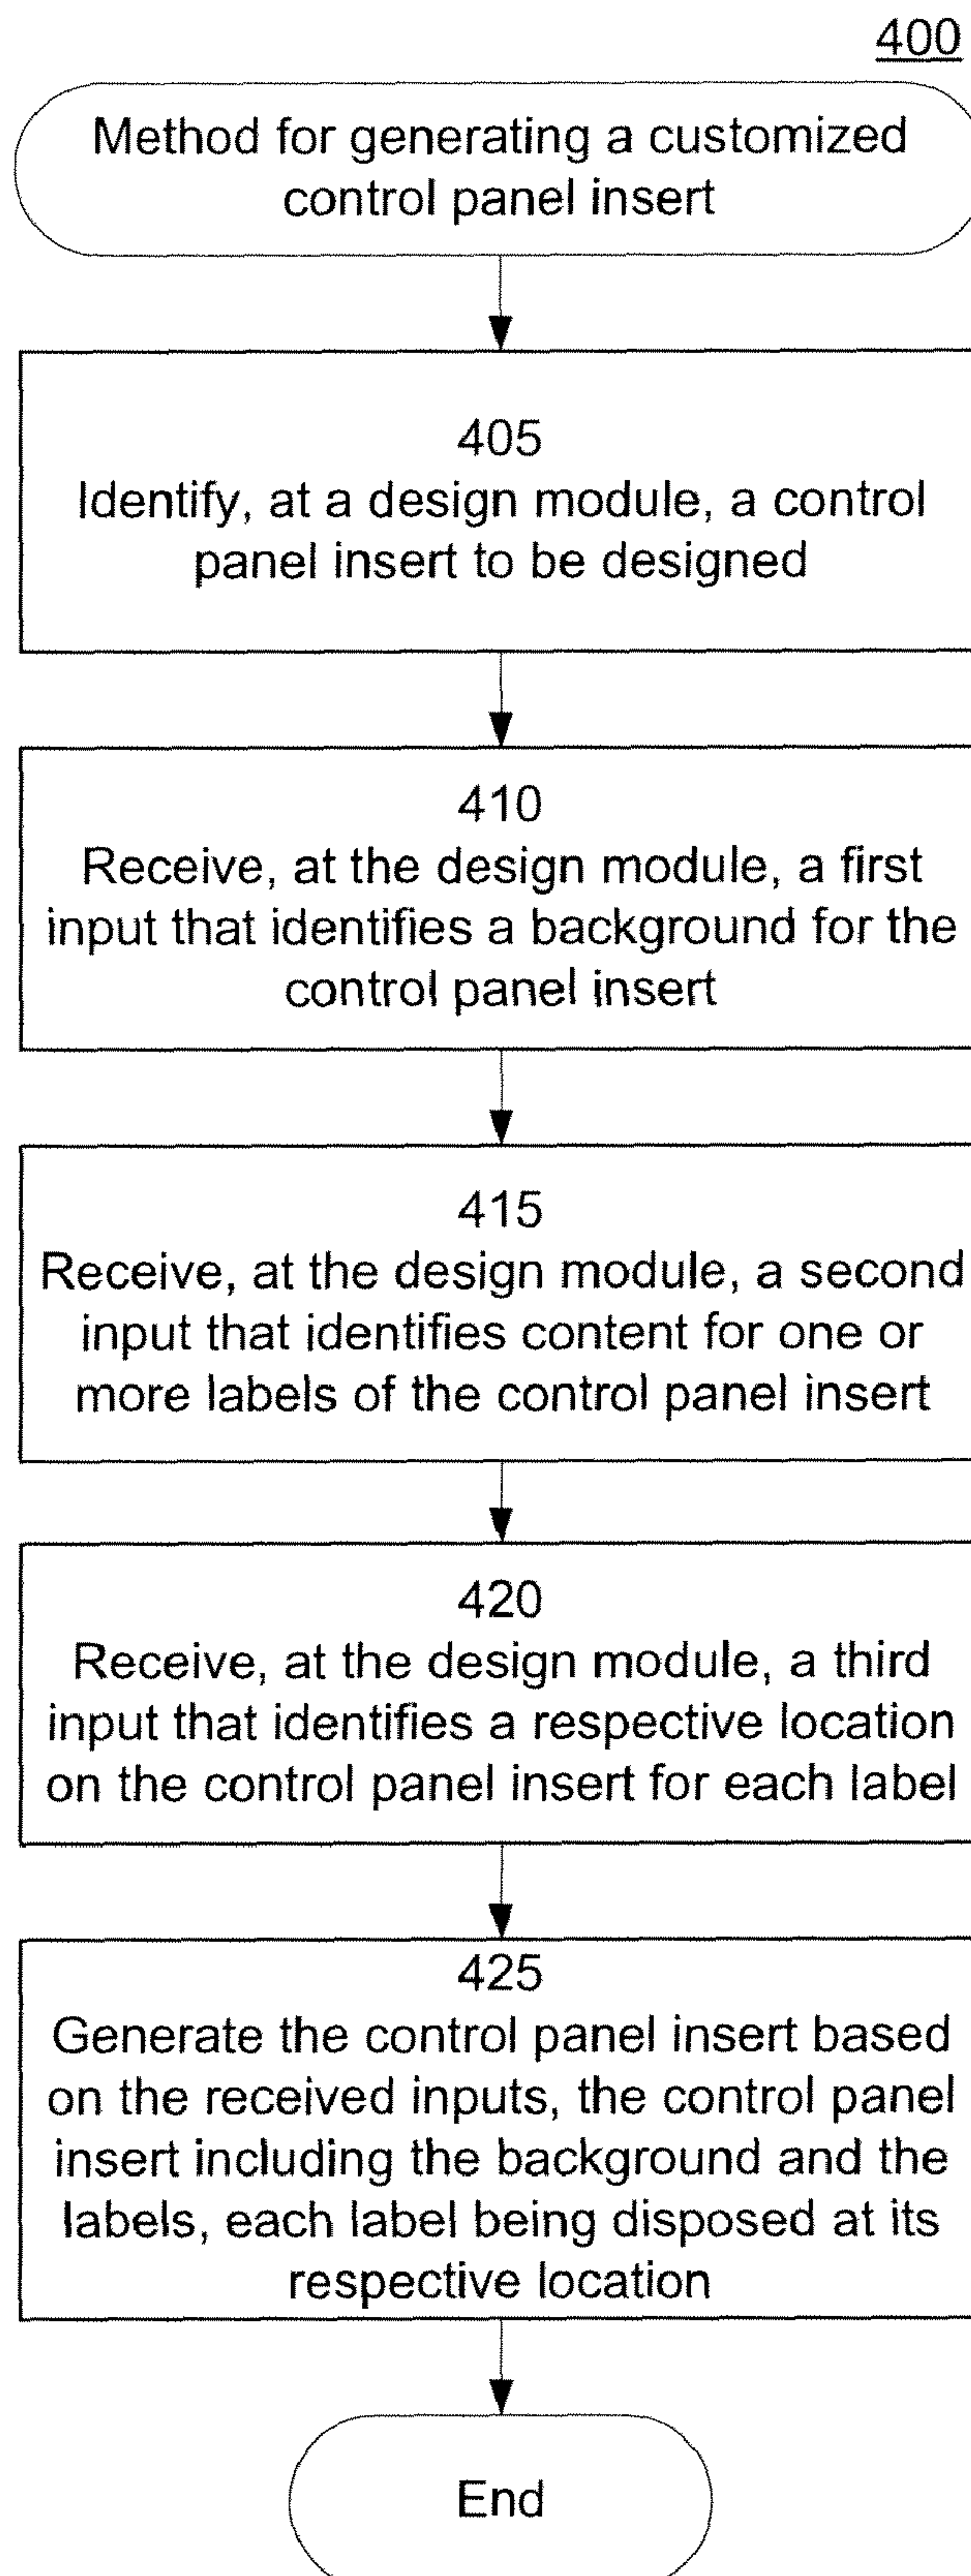 400
Method for generating a customized
control panel insert
405
Identify, at a design module, a control
panel insert to be designed
410
Receive, at the design module, a first
input that identifies a background for the
control panel insert
415
Receive, at the design module, a second
input that identifies content for one or
more labels of the control panel insert
420
Receive, at the design module, a third
input that identifies a respective location
on the control panel insert for each label
425
Generate the control panel insert based
on the received inputs, the control panel
insert including the background and the
labels, each label being disposed at its
respective location
End